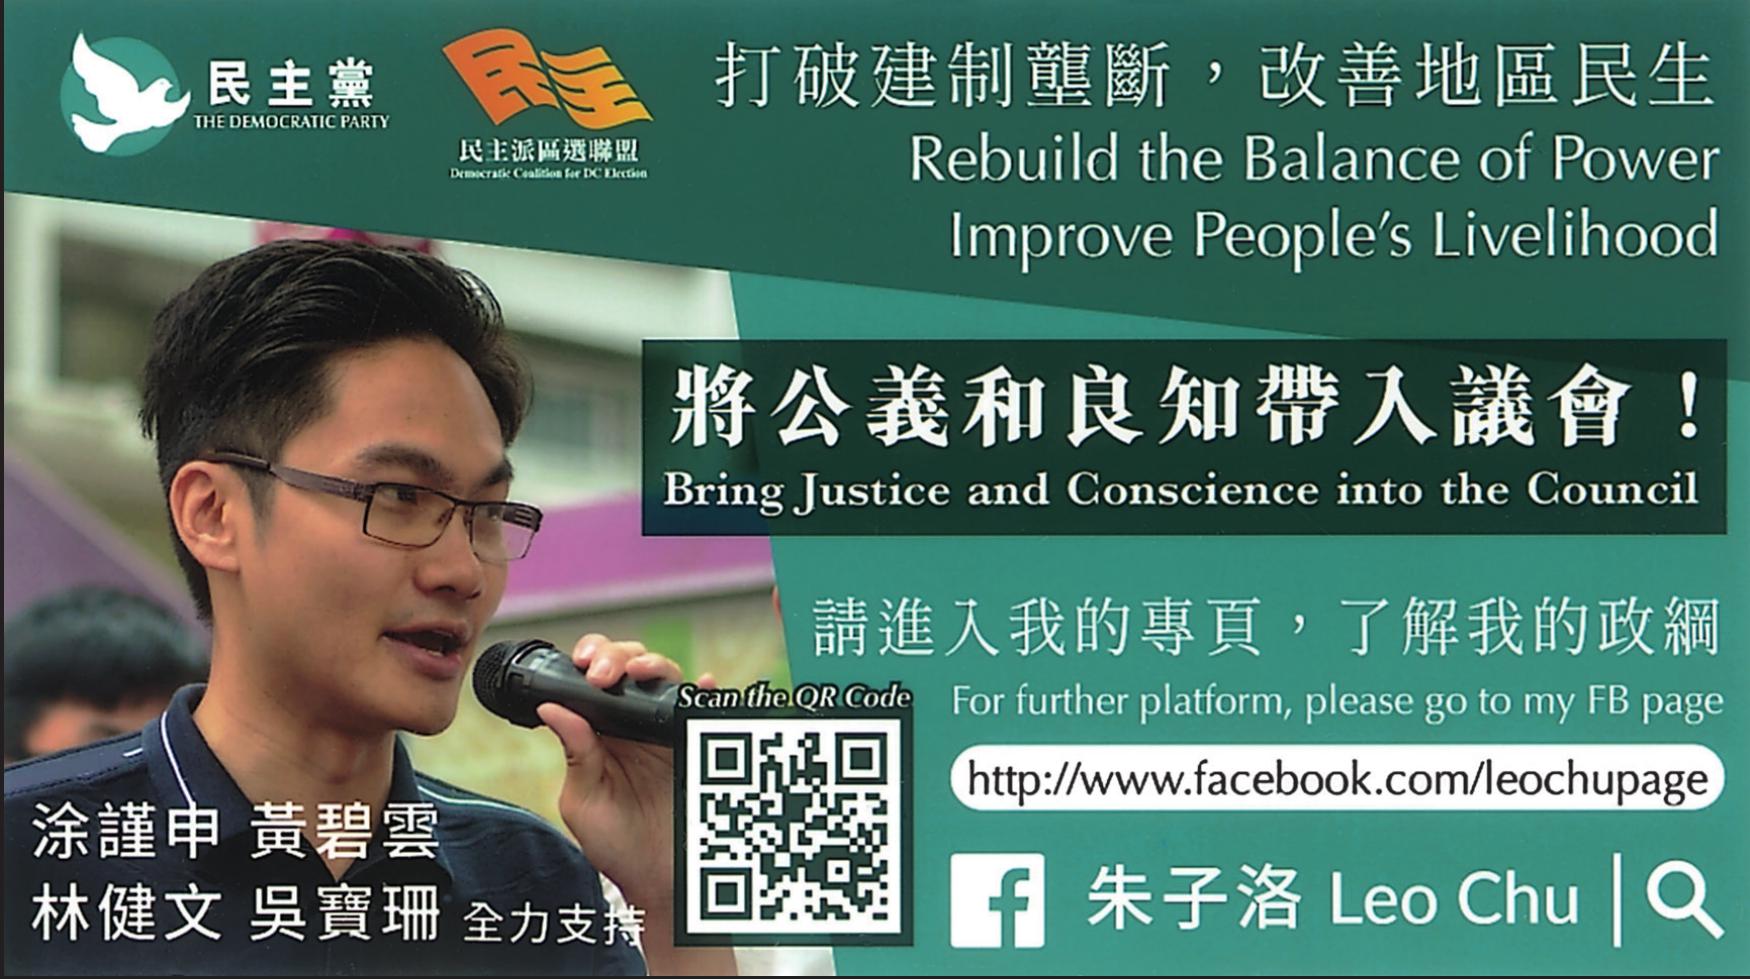 民主黨
THE DEMOCRATIC PARTY
民主
民主派區選聯盟
Democratic Coalition for DC Election
打破建制壟斷，改善地區民生
Rebuild the Balance of Power
Improve People's Livelihood
將公義和良知帶入議會！
Bring Justice and Conscience into the Council
請進入我的專頁，了解我的政綱
For further platform, please go to my FB page
http://www.facebook.com/leochupage
f 朱子洛 Leo Chu
Scan the QR Code
涂謹申 黃碧雲
林健文 吳寶珊 全力支持